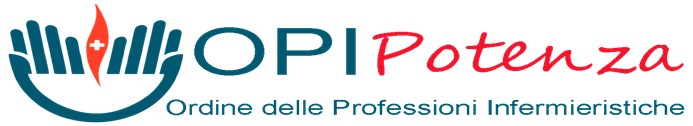 OPI Potenza
Ordine delle Professioni Infermieristiche